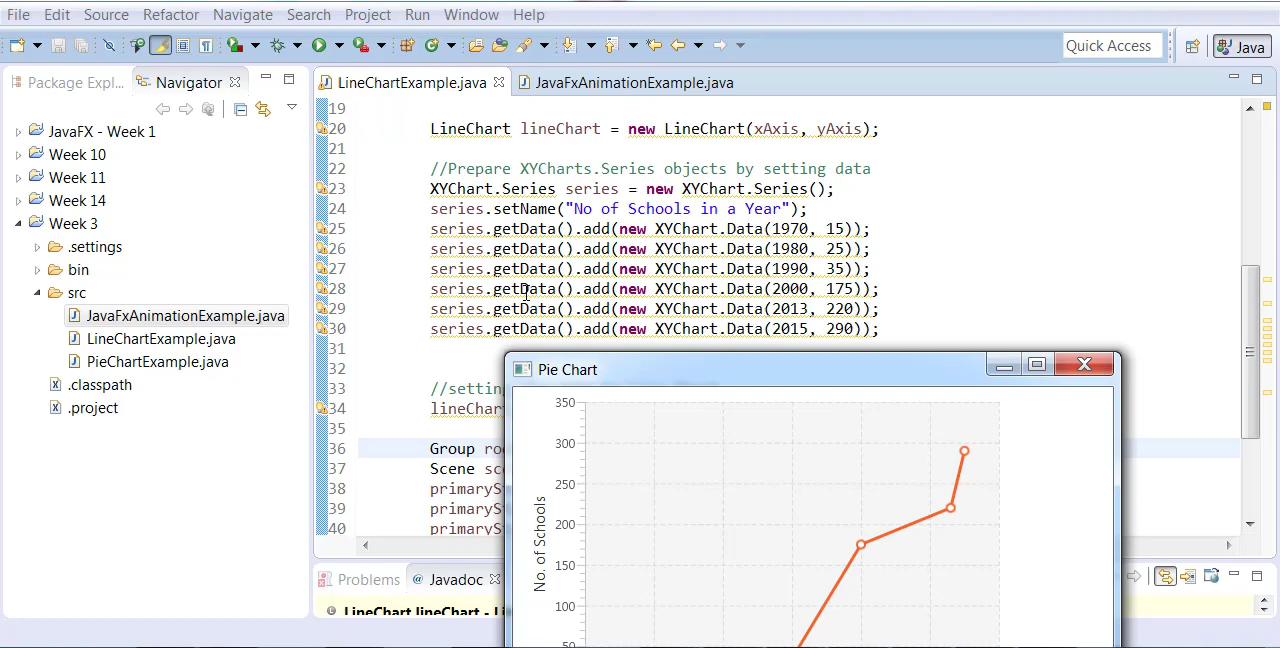 File Edit Source Refactor Navigate Search Project Run Window Help
Quick Access
Java
Package Expl...
Navigator
JavaFX - Week 1
Week 10
Week 11
Week 14
Week 3
.settings
bin
src
JavaFxAnimationExample.java
LineChartExample.java
PieChartExample.java
.classpath
.project
LineChartExample.java
JavaFxAnimationExample.java
19
20 LineChart lineChart = new LineChart(xAxis, yAxis);
21
22 //Prepare XYCharts.Series objects by setting data
23 XYChart.Series series = new XYChart.Series();
24 series.setName("No of Schools in a Year");
25 series.getData().add(new XYChart.Data(1970, 15));
26 series.getData().add(new XYChart.Data(1980, 25));
27 series.getData().add(new XYChart.Data(1990, 35));
28 series.getData().add(new XYChart.Data(2000, 175));
29 series.getData().add(new XYChart.Data(2013, 220));
30 series.getData().add(new XYChart.Data(2015, 290));
31
32
33 //setting
34 lineChar
35
36 Group roo
37 Scene sce
38 primarySt
39 primarySt
40 primarySt
Problems
@ Javadoc
LineChart lineChart - Li
Pie Chart
350
300
250
200
150
100
50
No. of Schools